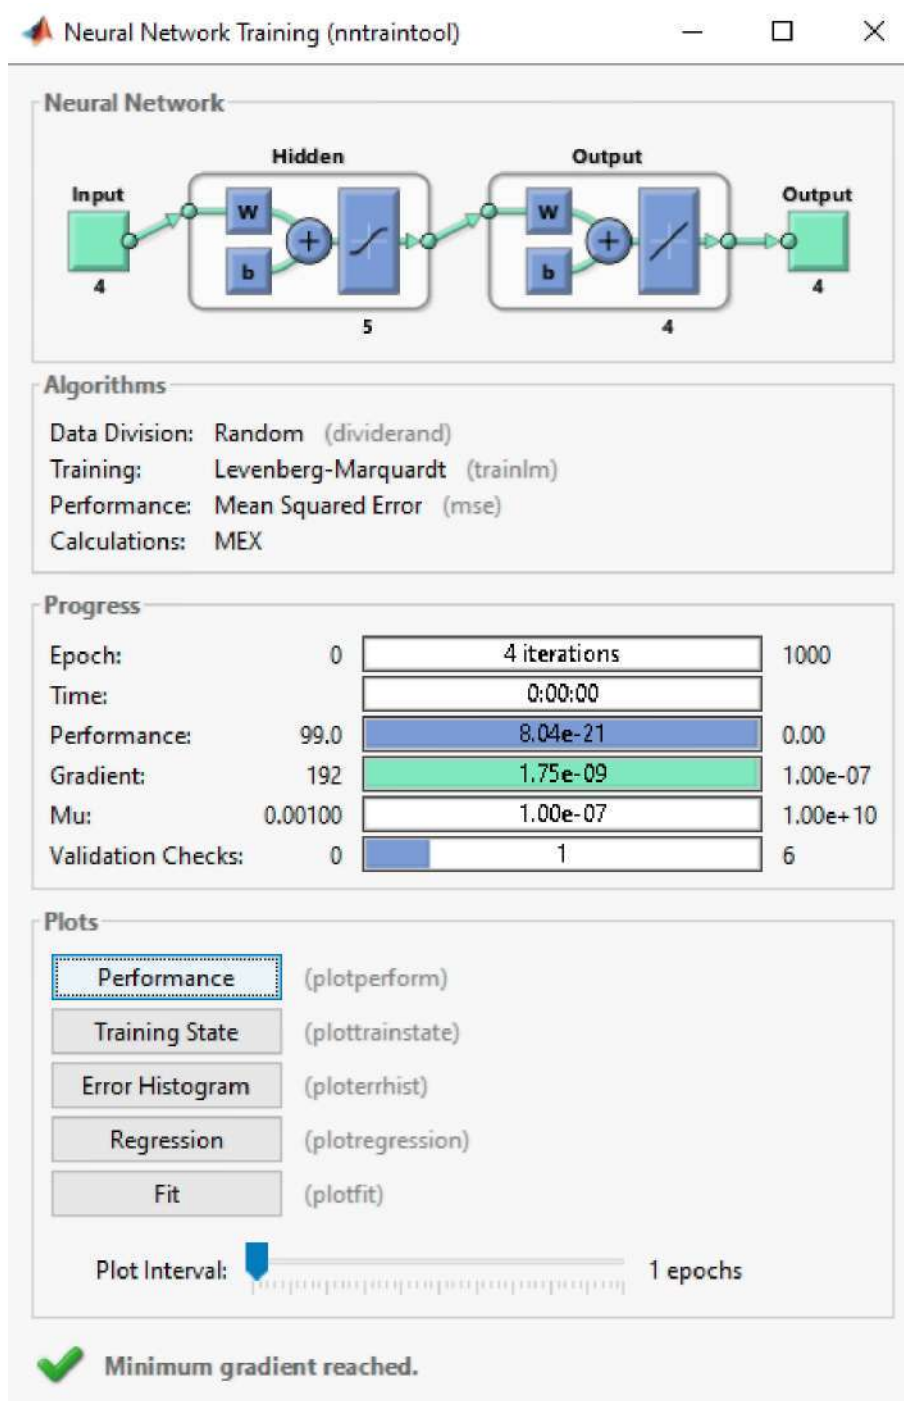 Neural Network Training (nntraintool)
Neural Network
Hidden Output
Input Output
W W
b b
4 4
5 4
Algorithms
Data Division: Random (dividerand)
Training: Levenberg-Marquardt (trainlm)
Performance: Mean Squared Error (mse)
Calculations: MEX
Progress
Epoch: 0 4 iterations 1000
Time: 0:00:00
Performance: 99.0 8.04e-21 0.00
Gradient: 192 1.75e-09 1.00e-07
Mu: 0.00100 1.00e-07 1.00e+10
Validation Checks: 0 1 6
Plots
Performance (plotperform)
Training State (plottrainstate)
Error Histogram (ploterrhist)
Regression (plotregression)
Fit (plotfit)
Plot Interval: 1 epochs
Minimum gradient reached.